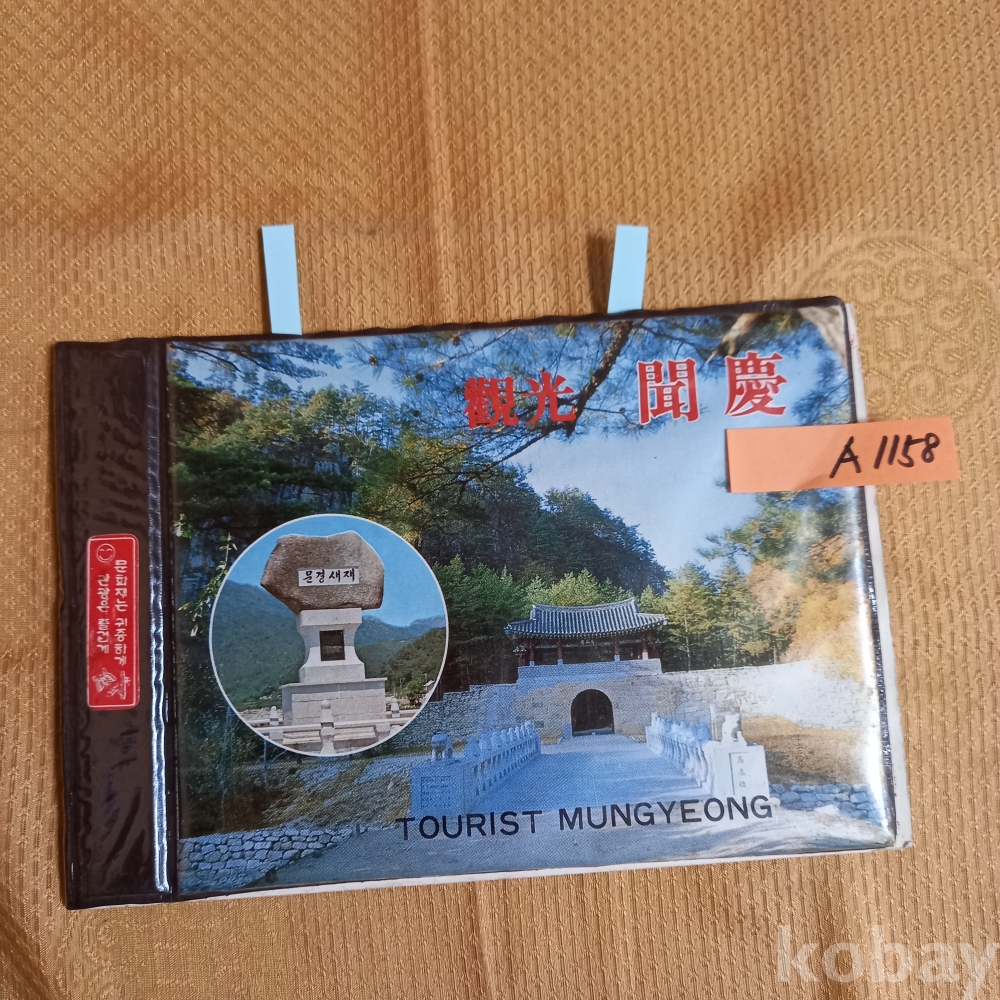 觀光 聞慶
A 1158
문경새재
문화재는 귀중하게
관광은 즐겁게
TOURIST MUNGYEONG
kobay